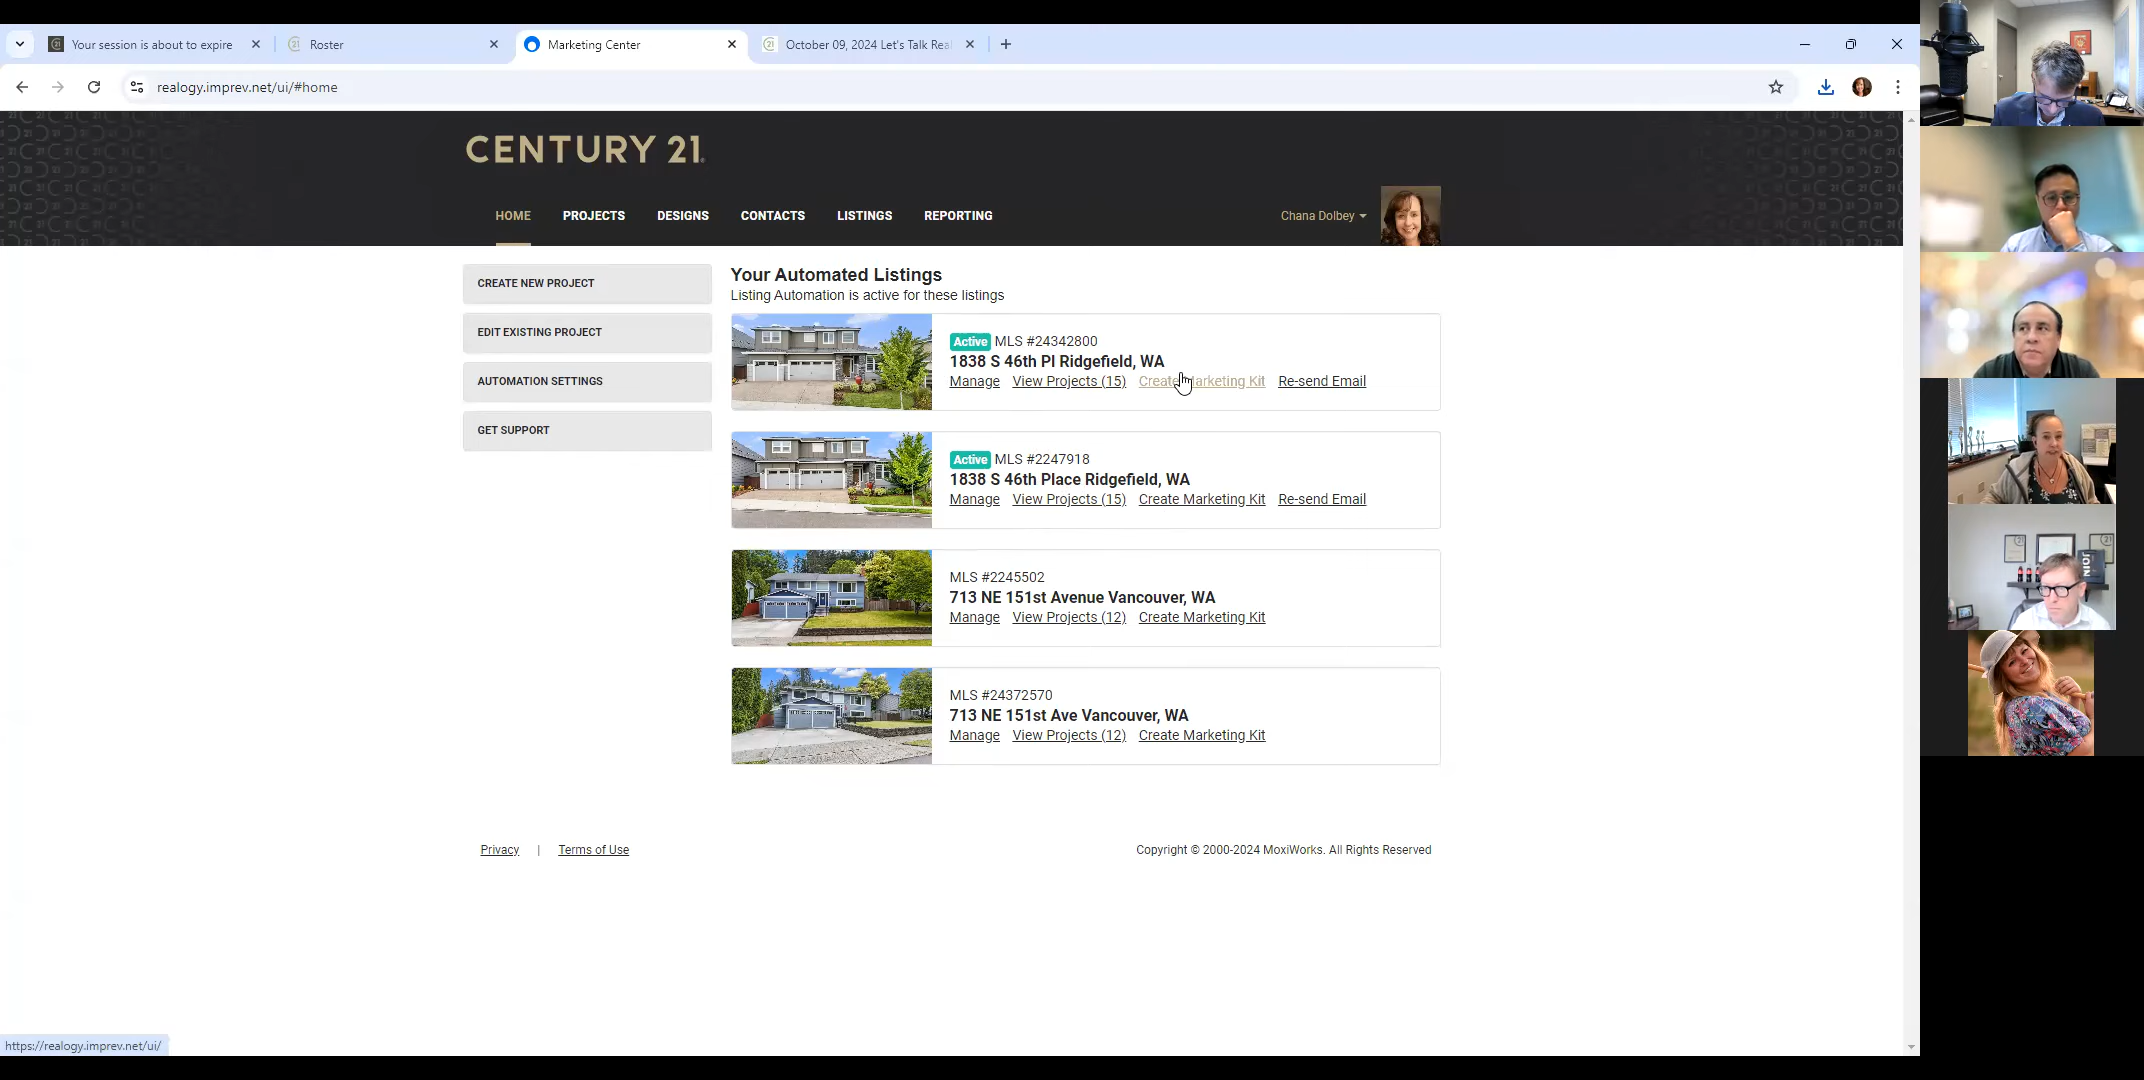 Your session is about to expire
Roster
Marketing Center
October 09, 2024 Let's Talk Rea
realogy.imprev.net/ui/#home
CENTURY 21
HOME
PROJECTS
DESIGNS
CONTACTS
LISTINGS
REPORTING
Chana Dolbey
CREATE NEW PROJECT
EDIT EXISTING PROJECT
AUTOMATION SETTINGS
GET SUPPORT
Your Automated Listings
Listing Automation is active for these listings
Active MLS #24342800
1838 S 46th Pl Ridgefield, WA
Manage View Projects (15) Create Marketing Kit Re-send Email
Active MLS #2247918
1838 S 46th Place Ridgefield, WA
Manage View Projects (15) Create Marketing Kit Re-send Email
MLS #2245502
713 NE 151st Avenue Vancouver, WA
Manage View Projects (12) Create Marketing Kit
MLS #24372570
713 NE 151st Ave Vancouver, WA
Manage View Projects (12) Create Marketing Kit
Privacy | Terms of Use
Copyright © 2000-2024 MoxiWorks. All Rights Reserved
https://realogy.imprev.net/ui/
JOIN